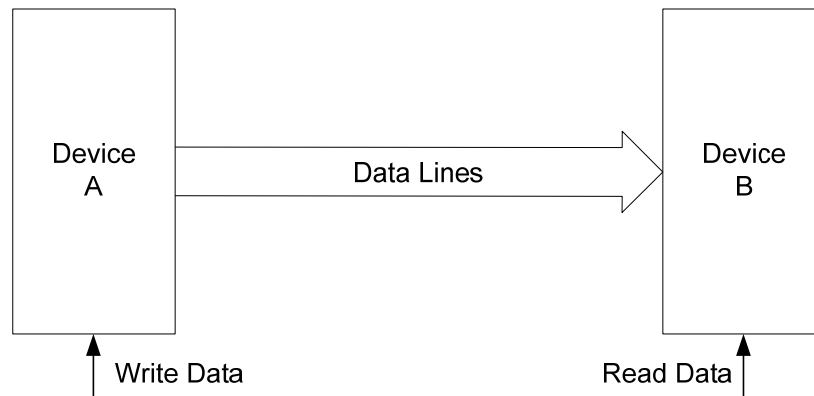 Device
A
Data Lines
Device
B
Write Data
Read Data